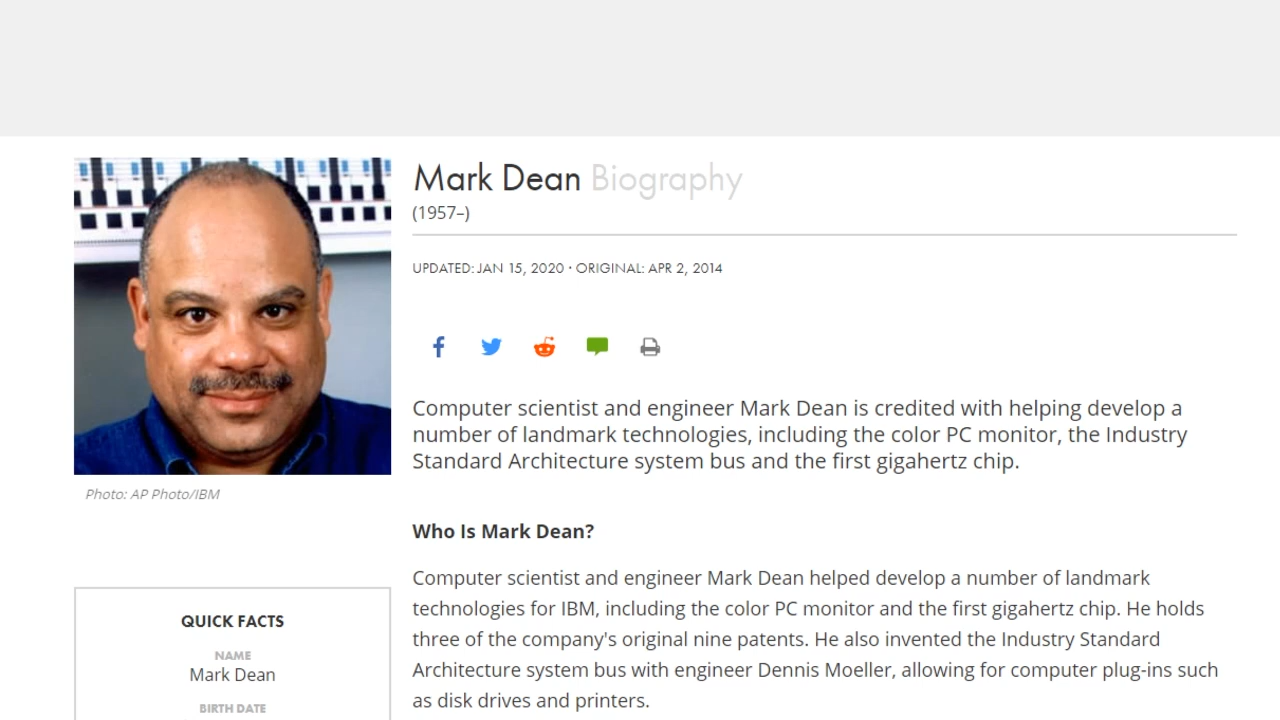 Mark Dean Biography
(1957–)
UPDATED: JAN 15, 2020 · ORIGINAL: APR 2, 2014
Computer scientist and engineer Mark Dean is credited with helping develop a
number of landmark technologies, including the color PC monitor, the Industry
Standard Architecture system bus and the first gigahertz chip.
Photo: AP Photo/IBM
Who Is Mark Dean?
Computer scientist and engineer Mark Dean helped develop a number of landmark
technologies for IBM, including the color PC monitor and the first gigahertz chip. He holds
three of the company's original nine patents. He also invented the Industry Standard
Architecture system bus with engineer Dennis Moeller, allowing for computer plug-ins such
as disk drives and printers.
QUICK FACTS
NAME
Mark Dean
BIRTH DATE